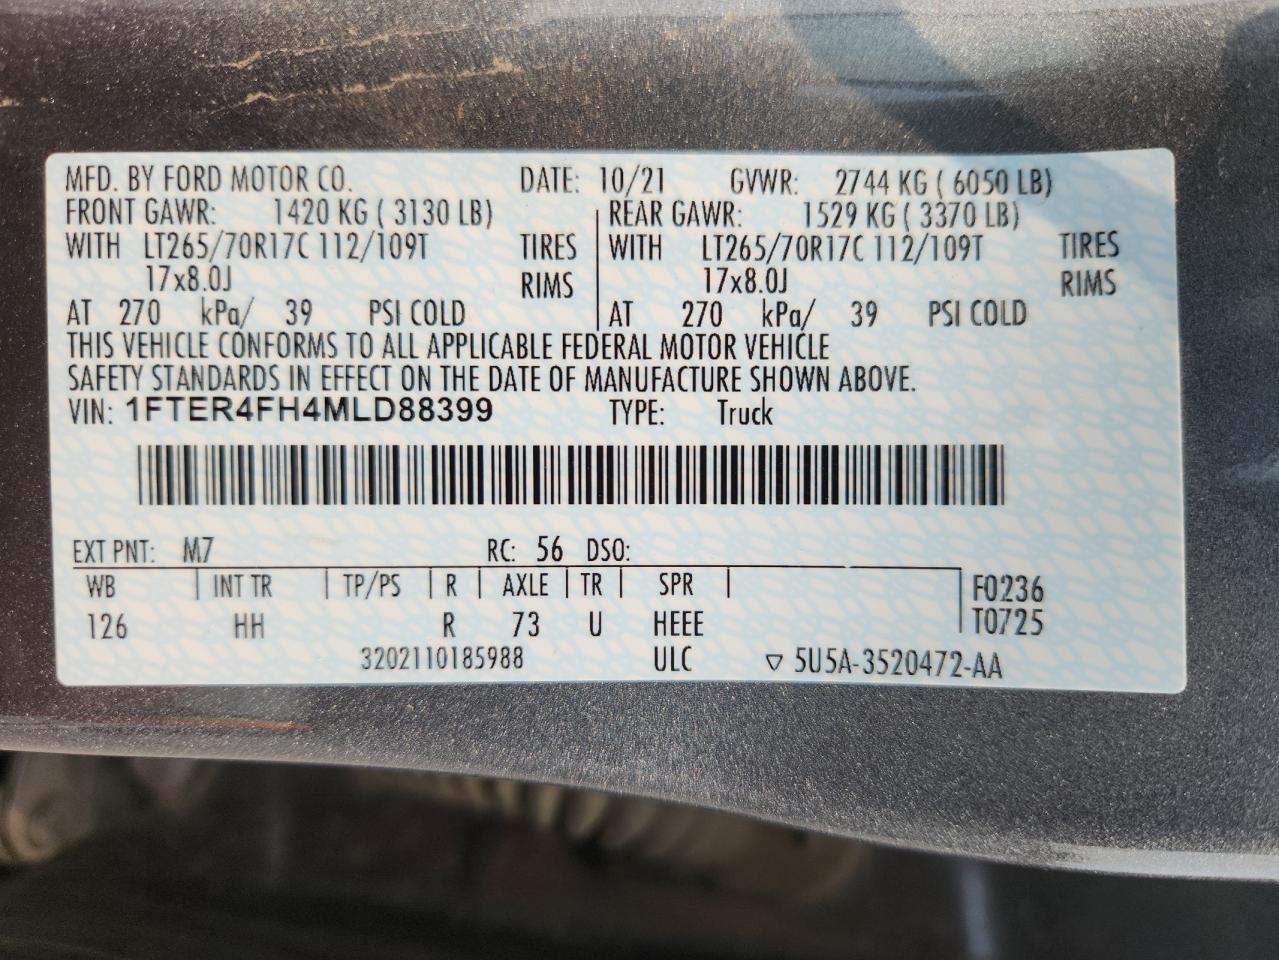 MFD. BY FORD MOTOR CO. DATE: 10/21 GVWR: 2744 KG ( 6050 LB)
FRONT GAWR: 1420 KG ( 3130 LB) REAR GAWR: 1529 KG ( 3370 LB)
WITH LT265/70R17C 112/109T TIRES WITH LT265/70R17C 112/109T TIRES
17x8.0J RIMS 17x8.0J RIMS
AT 270 kPa/ 39 PSI COLD AT 270 kPa/ 39 PSI COLD
THIS VEHICLE CONFORMS TO ALL APPLICABLE FEDERAL MOTOR VEHICLE
SAFETY STANDARDS IN EFFECT ON THE DATE OF MANUFACTURE SHOWN ABOVE.
VIN: 1FTER4FH4MLD88399 TYPE: Truck
EXT PNT: M7 RC: 56 DSO:
WB INT TR TP/PS R AXLE TR SPR F0236
126 HH R 73 U HEEE T0725
3202110185988 ULC ▽ 5U5A-3520472-AA